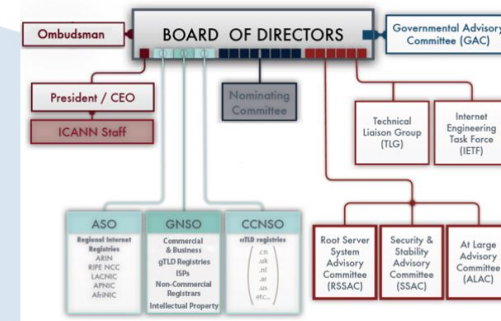 Ombudsman
BOARD OF DIRECTORS
Governmental Advisory
Committee (GAC)
President / CEO
ICANN Staff
Nominating
Committee
Technical
Liaison Group
(TLG)
Internet
Engineering
Task Force
(IETF)
ASO
Regional Internet
Registries
ARIN
RIPE NCC
LACNIC
APNIC
AfriNIC
GNSO
Commercial
& Business
gTLD Registries
ISPs
Non-Commercial
Registrars
Intellectual Property
CCNSO
ccTLD registries
.cn
.uk
.nl
.ar
.us
etc...
Root Server
System
Advisory
Committee
(RSSAC)
Security &
Stability
Advisory
Committee
(SSAC)
At Large
Advisory
Committee
(ALAC)